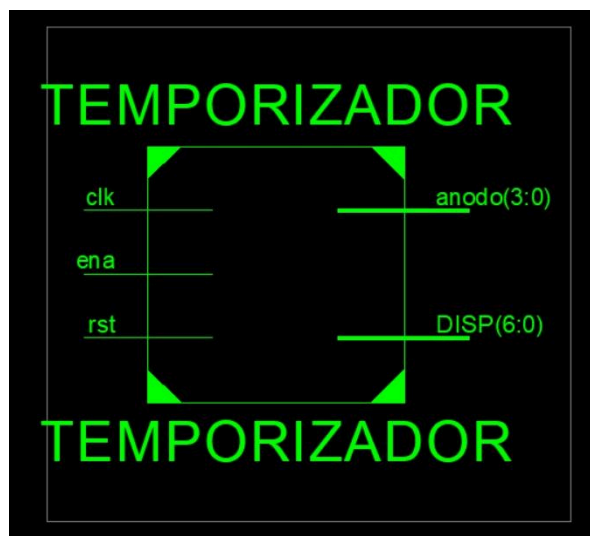 TEMPORIZADOR
clk
anodo(3:0)
ena
rst
DISP(6:0)
TEMPORIZADOR